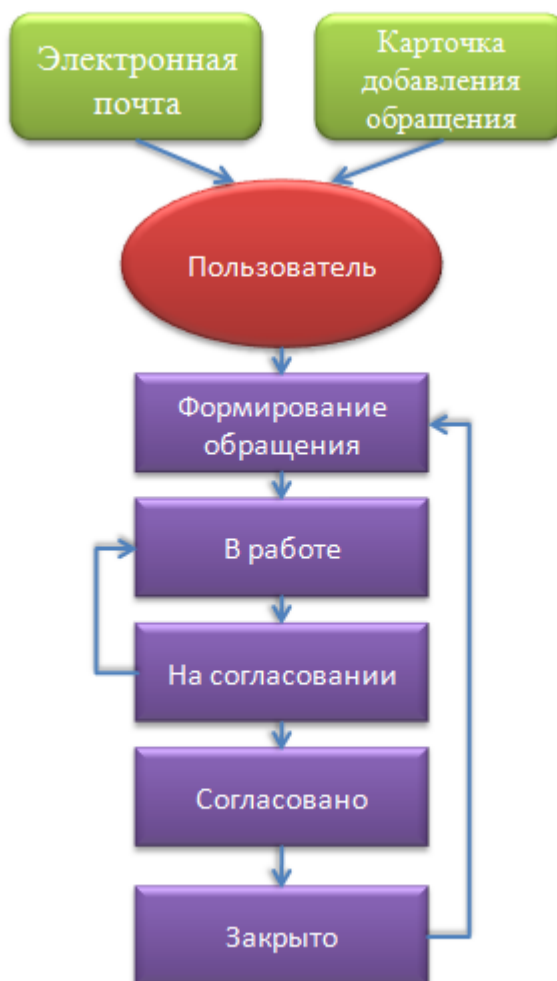 Электронная
почта
Карточка
добавления
обращения
Пользователь
Формирование
обращения
В работе
На согласовании
Согласовано
Закрыто